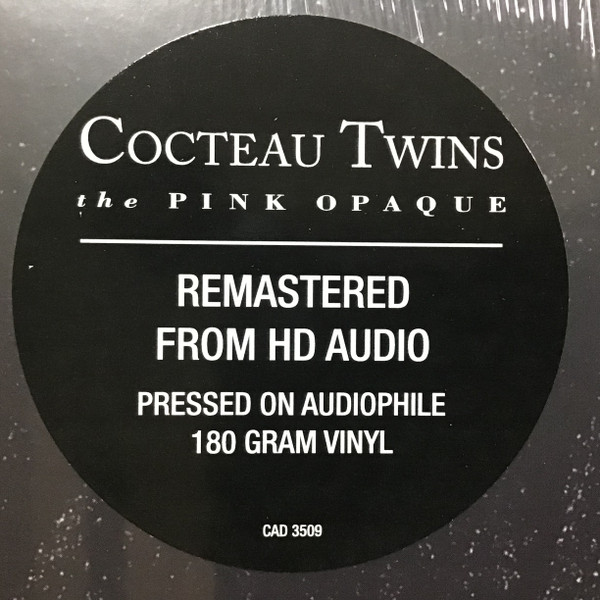 COCTEAU TWINS
the PINK OPAQUE
REMASTERED
FROM HD AUDIO
PRESSED ON AUDIOPHILE
180 GRAM VINYL
CAD 3509